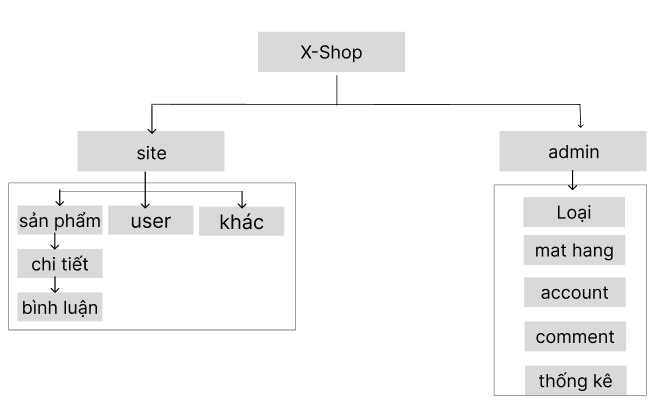 X-Shop
site
admin
sản phẩm
user
khác
chi tiết
bình luận
Loại
mat hang
account
comment
thống kê